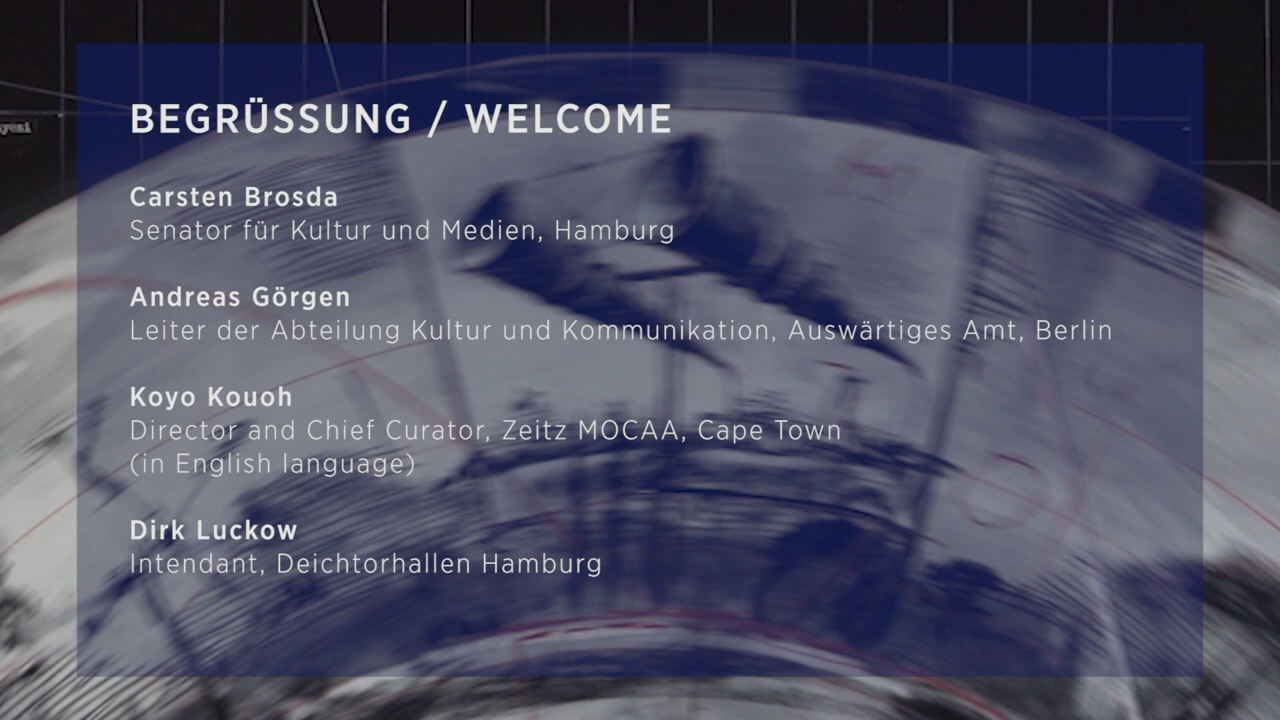 BEGRÜSSUNG / WELCOME
Carsten Brosda
Senator für Kultur und Medien, Hamburg
Andreas Görgen
Leiter der Abteilung Kultur und Kommunikation, Auswärtiges Amt, Berlin
Koyo Kouoh
Director and Chief Curator, Zeitz MOCAA, Cape Town
(in English language)
Dirk Luckow
Intendant, Deichtorhallen Hamburg